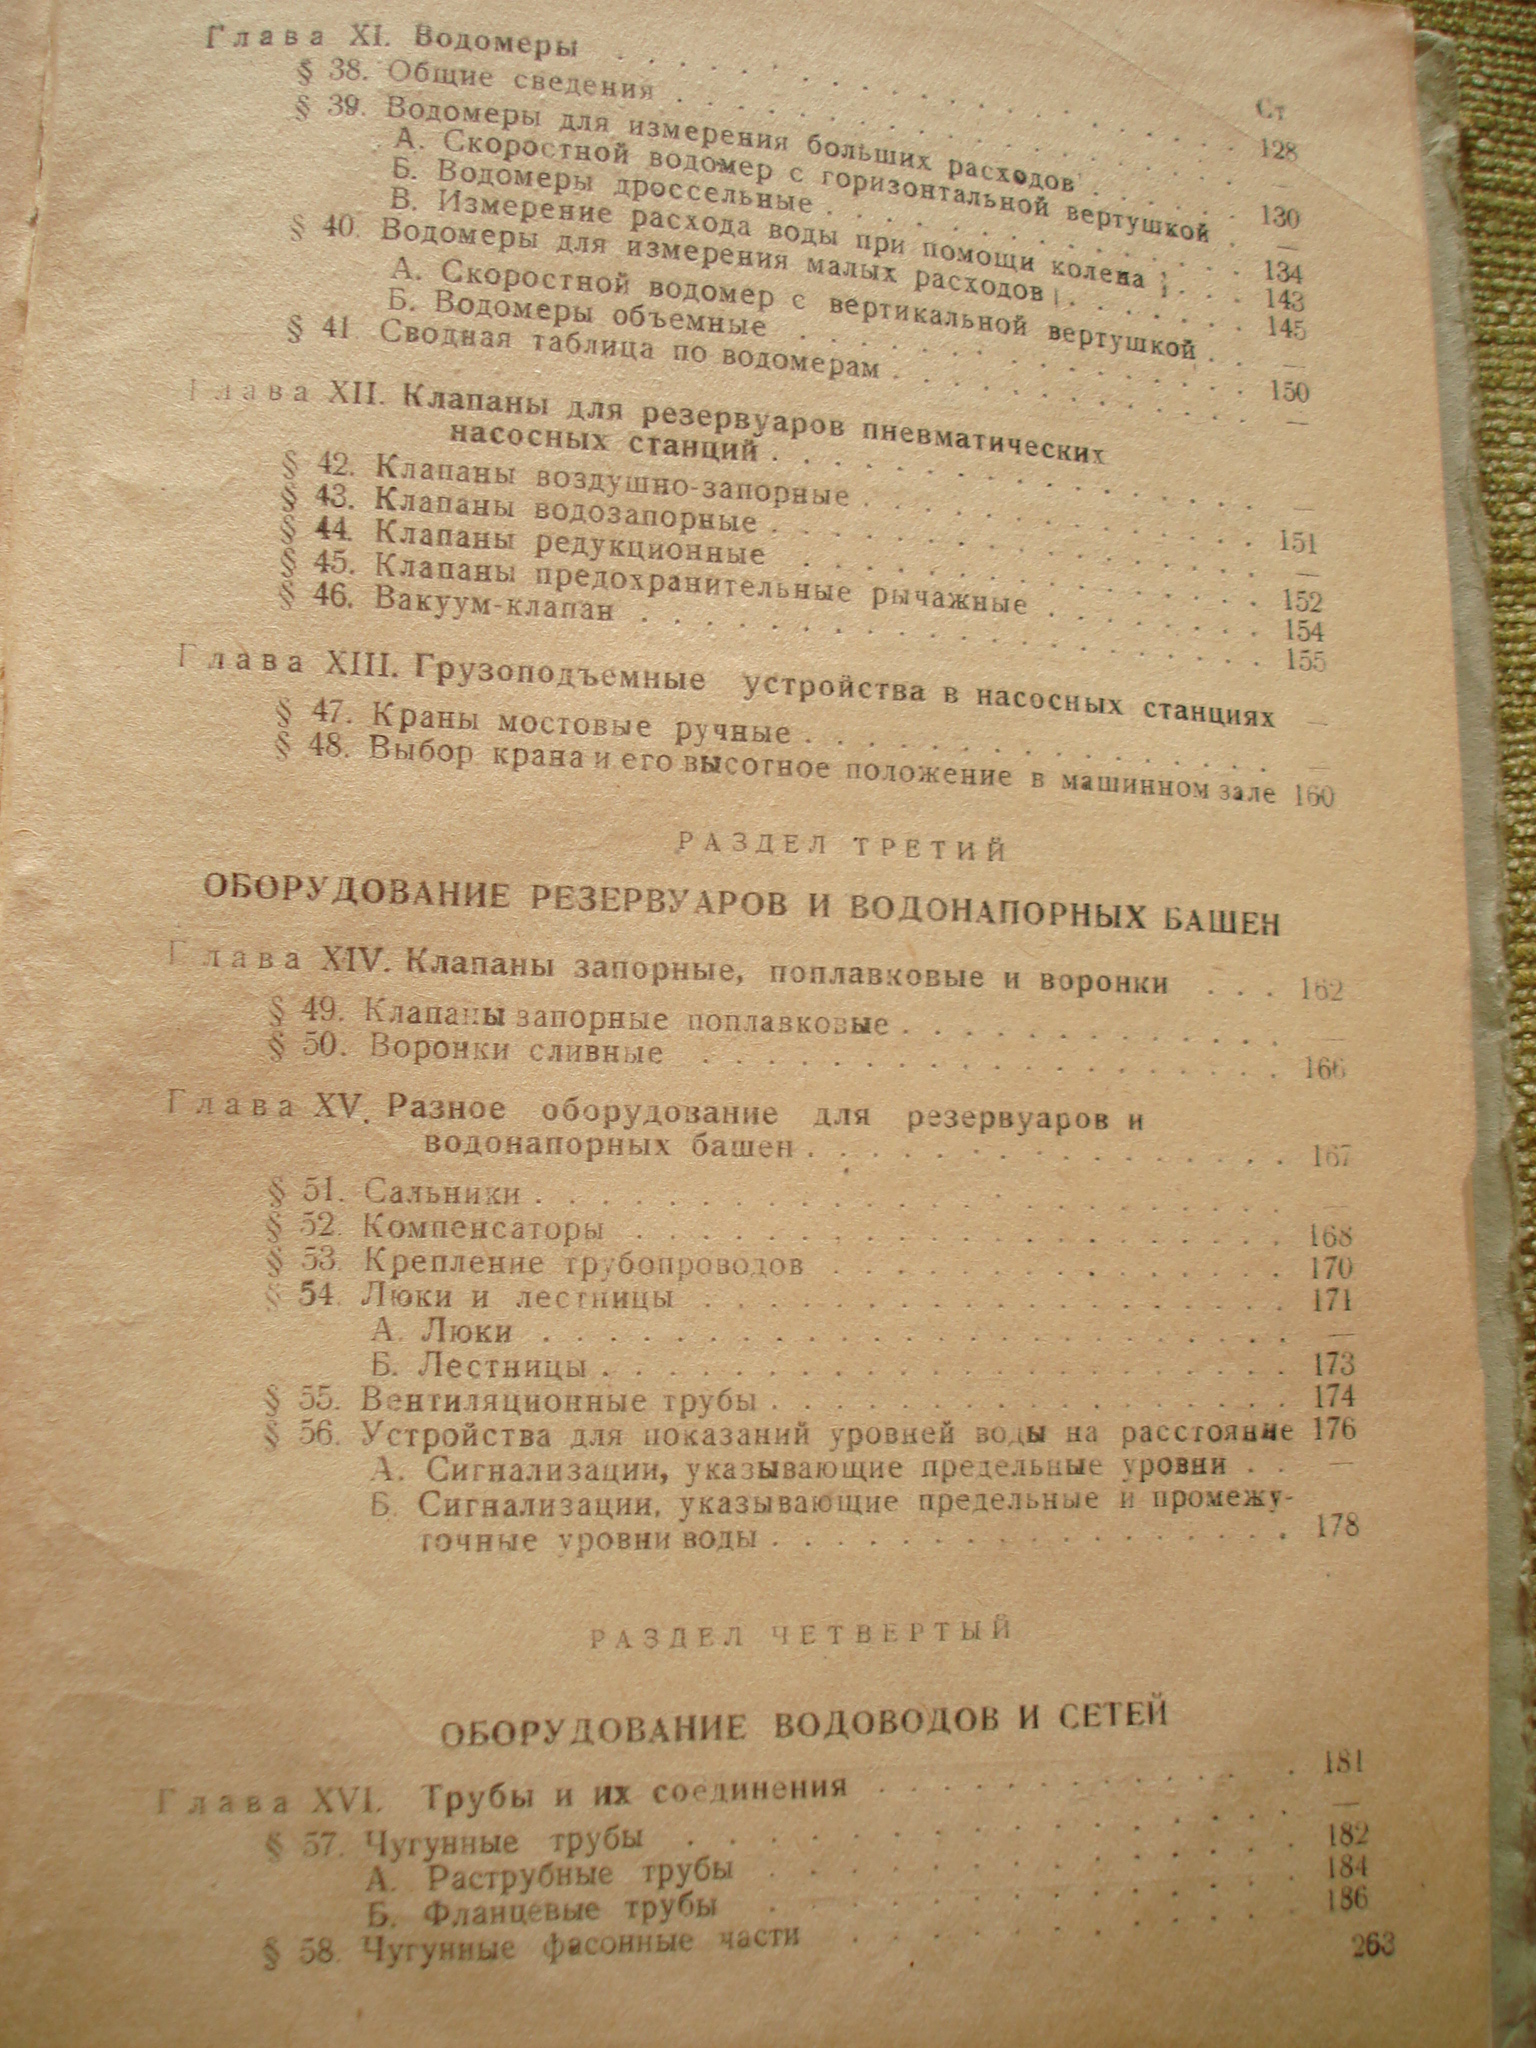 Ст
Глава XI. Водомеры . . . . . . . . . . 128
§ 38. Общие сведения . . . . . . . . . . —
§ 39. Водомеры для измерения больших расходов . . . . . 130
А. Скоростной водомер с горизонтальной вертушкой . —
Б. Водомеры дроссельные . . . . . . . . . . 134
В. Измерение расхода воды при помощи колена . . . 143
§ 40. Водомеры для измерения малых расходов . . . . . . 145
А. Скоростной водомер с вертикальной вертушкой . . —
Б. Водомеры объемные . . . . . . . . . . 150
§ 41 Сводная таблица по водомерам . . . . . . . . . . —
Глава XII. Клапаны для резервуаров пневматических
насосных станций . . . . . . . . . . —
§ 42. Клапаны воздушно-запорные . . . . . . . . . . 151
§ 43. Клапаны водозапорные . . . . . . . . . . —
§ 44. Клапаны редукционные . . . . . . . . . . 152
§ 45. Клапаны предохранительные рычажные . . . . . . . 154
§ 46. Вакуум-клапан . . . . . . . . . . 155
Глава XIII. Грузоподъемные устройства в насосных станциях —
§ 47. Краны мостовые ручные . . . . . . . . . . —
§ 48. Выбор крана и его высотное положение в машинном зале 160
РАЗДЕЛ ТРЕТИЙ
ОБОРУДОВАНИЕ РЕЗЕРВУАРОВ И ВОДОНАПОРНЫХ БАШЕН
Глава XIV. Клапаны запорные, поплавковые и воронки . . . 162
§ 49. Клапаны запорные поплавковые . . . . . . . . . . —
§ 50. Воронки сливные . . . . . . . . . . 166
Глава XV. Разное оборудование для резервуаров и
водонапорных башен . . . . . . . . . . 167
§ 51. Сальники . . . . . . . . . . —
§ 52. Компенсаторы . . . . . . . . . . 168
§ 53. Крепление трубопроводов . . . . . . . . . . 170
§ 54. Люки и лестницы . . . . . . . . . . 171
А. Люки . . . . . . . . . . —
Б. Лестницы . . . . . . . . . . 173
§ 55. Вентиляционные трубы . . . . . . . . . . 174
§ 56. Устройства для показаний уровней воды на расстояние 176
А. Сигнализации, указывающие предельные уровни . . —
Б. Сигнализации, указывающие предельные и промежу-
точные уровни воды . . . . . . . . . . 178
РАЗДЕЛ ЧЕТВЕРТЫЙ
ОБОРУДОВАНИЕ ВОДОВОДОВ И СЕТЕЙ
Глава XVI. Трубы и их соединения . . . . . . . . . . 181
§ 57. Чугунные трубы . . . . . . . . . . —
А. Раструбные трубы . . . . . . . . . . 182
Б. Фланцевые трубы . . . . . . . . . . 184
§ 58. Чугунные фасонные части . . . . . . . . . . 186
263